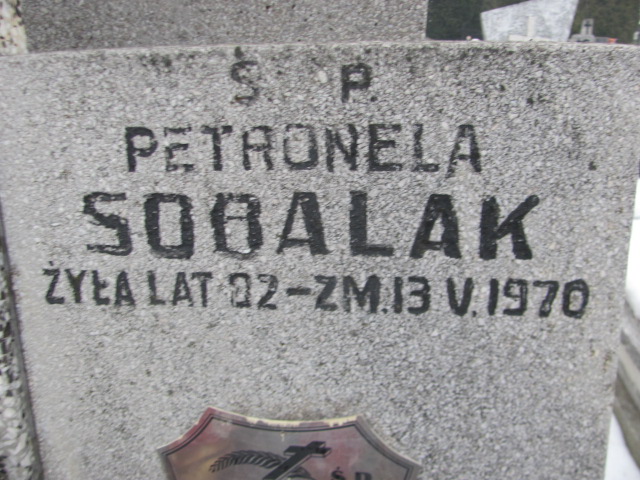 Ś. P.
PETRONELA
SOBALAK
ŻYŁA LAT - ZM. 13 V. 1970
Ś.P.